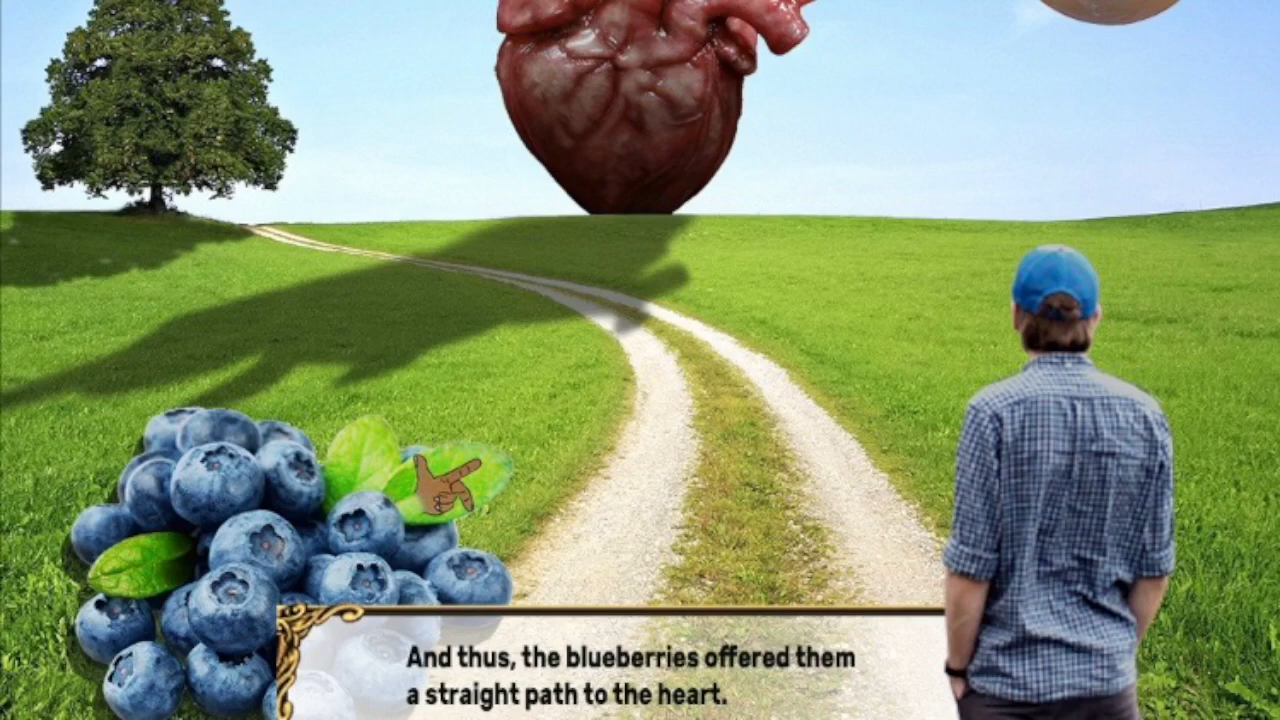 And thus, the blueberries offered them
a straight path to the heart.